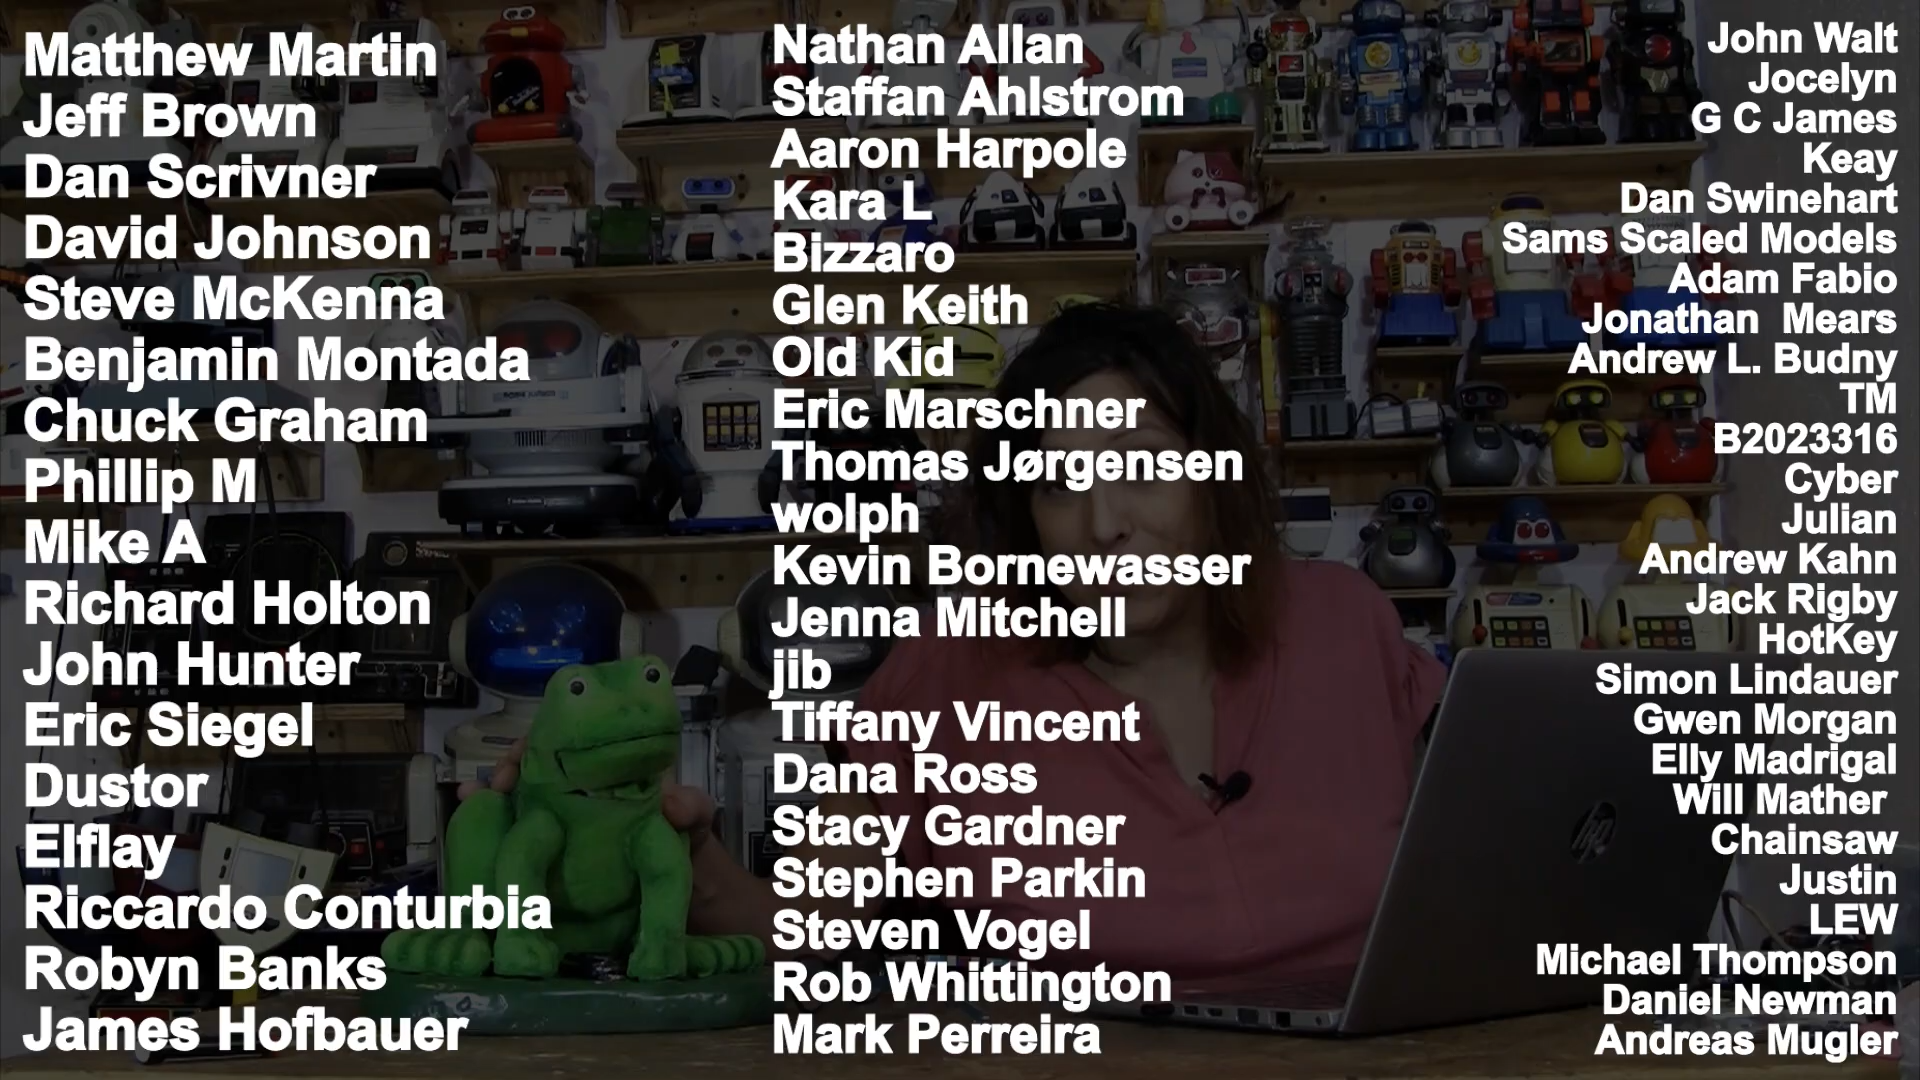 Matthew Martin
Jeff Brown
Dan Scrivner
David Johnson
Steve McKenna
Benjamin Montada
Chuck Graham
Phillip M
Mike A
Richard Holton
John Hunter
Eric Siegel
Dustor
Elflay
Riccardo Conturbia
Robyn Banks
James Hofbauer
Nathan Allan
Staffan Ahlstrom
Aaron Harpole
Kara L
Bizzaro
Glen Keith
Old Kid
Eric Marschner
Thomas Jørgensen
wolph
Kevin Bornewasser
Jenna Mitchell
jib
Tiffany Vincent
Dana Ross
Stacy Gardner
Stephen Parkin
Steven Vogel
Rob Whittington
Mark Perreira
John Walt
Jocelyn
G C James
Keay
Dan Swinehart
Sams Scaled Models
Adam Fabio
Jonathan  Mears
Andrew L. Budny
TM
B2023316
Cyber
Julian
Andrew Kahn
Jack Rigby
HotKey
Simon Lindauer
Gwen Morgan
Elly Madrigal
Will Mather
Chainsaw
Justin
LEW
Michael Thompson
Daniel Newman
Andreas Mugler
hp